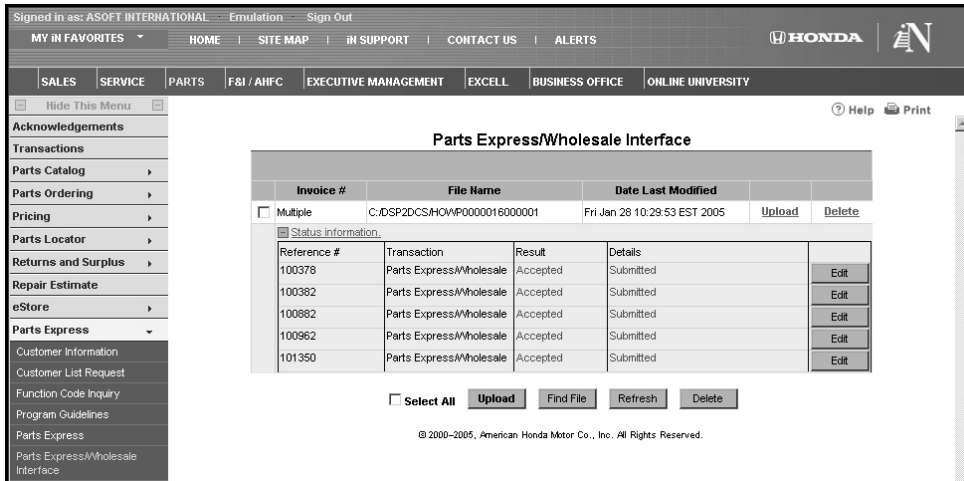 Signed in as: ASOFT INTERNATIONAL - Emulation - Sign Out
MY iN FAVORITES
HOME | SITE MAP | iN SUPPORT | CONTACT US | ALERTS
HONDA
iN
SALES SERVICE PARTS F&I / AHFC EXECUTIVE MANAGEMENT EXCELL BUSINESS OFFICE ONLINE UNIVERSITY
Hide This Menu
Help Print
Acknowledgements
Transactions
Parts Catalog
Parts Ordering
Pricing
Parts Locator
Returns and Surplus
Repair Estimate
eStore
Parts Express
Customer Information
Customer List Request
Function Code Inquiry
Program Guidelines
Parts Express
Parts Express/Wholesale
Interface
Parts Express/Wholesale Interface
Invoice # File Name Date Last Modified
Multiple C:/DSP2DCS/HOWP0000016000001 Fri Jan 28 10:29:53 EST 2005 Upload Delete
Status information.
Reference # Transaction Result Details
100378 Parts Express/Wholesale Accepted Submitted Edit
100382 Parts Express/Wholesale Accepted Submitted Edit
100882 Parts Express/Wholesale Accepted Submitted Edit
100962 Parts Express/Wholesale Accepted Submitted Edit
101350 Parts Express/Wholesale Accepted Submitted Edit
Select All Upload Find File Refresh Delete
© 2000–2005, American Honda Motor Co., Inc. All Rights Reserved.